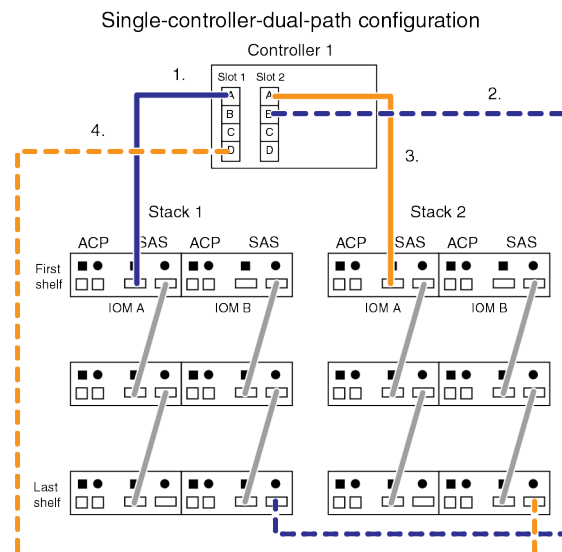 Single-controller-dual-path configuration
Controller 1
1.
Slot 1 Slot 2
A A
2.
B B
4.
C C
D D
3.
Stack 1 Stack 2
ACP SAS ACP SAS ACP SAS ACP SAS
First
shelf
IOM A IOM B IOM A IOM B
Last
shelf